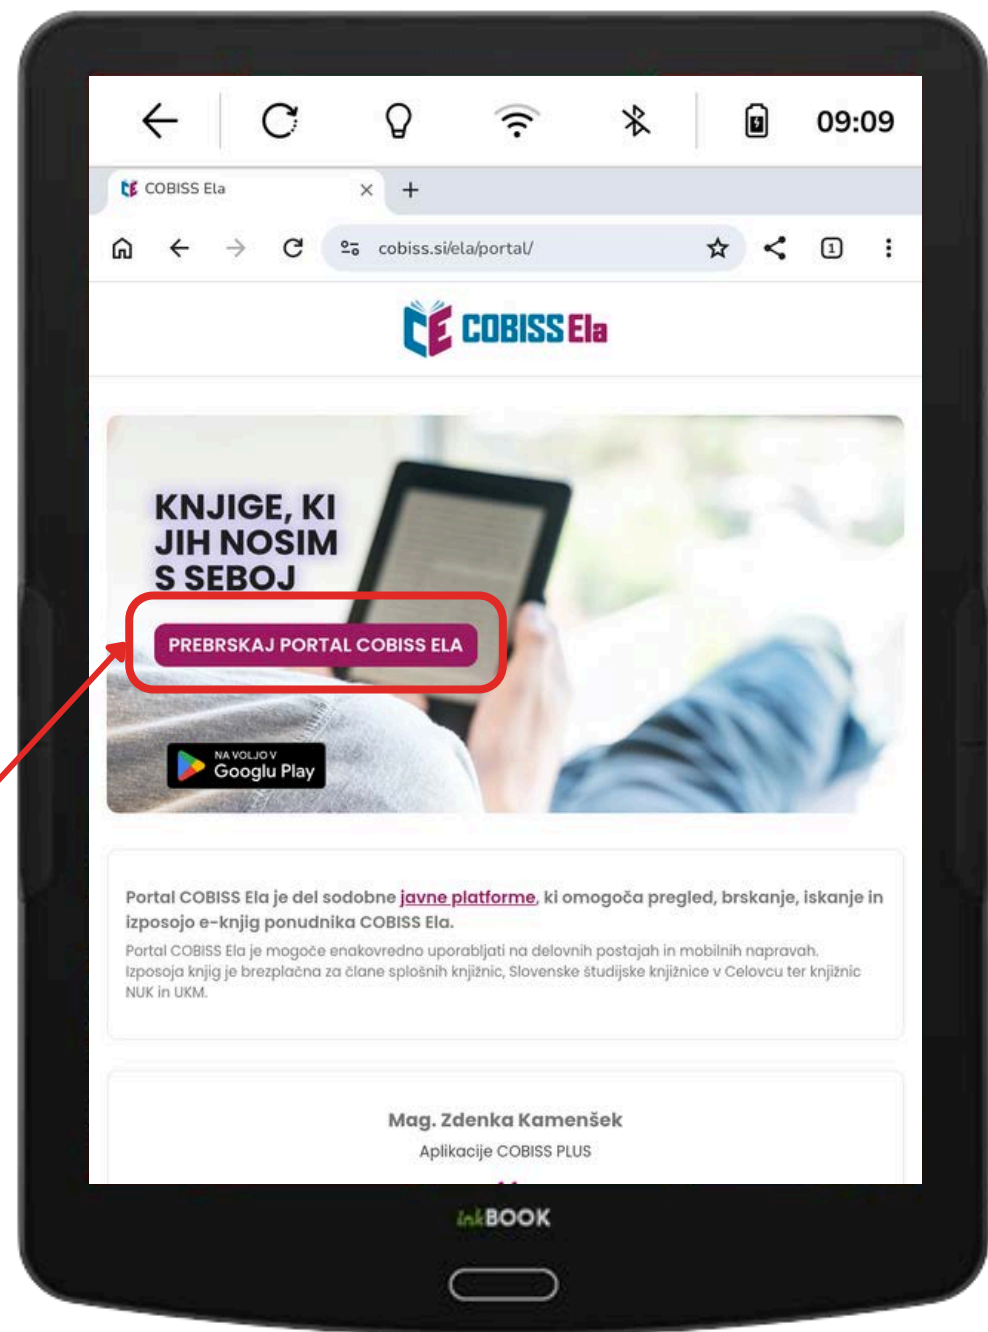 09:09
COBISS Ela
cobiss.si/ela/portal/
1
CE COBISS Ela
KNJIGE, KI
JIH NOSIM
S SEBOJ
PREBRSKAJ PORTAL COBISS ELA
NA VOLJO V
Googlu Play
Portal COBISS Ela je del sodobne javne platforme, ki omogoča pregled, brskanje, iskanje in
izposojo e-knjig ponudnika COBISS Ela.
Portal COBISS Ela je mogoče enakovredno uporabljati na delovnih postajah in mobilnih napravah.
Izposoja knjig je brezplačna za člane splošnih knjižnic, Slovenske študijske knjižnice v Celovcu ter knjižnic
NUK in UKM.
Mag. Zdenka Kamenšek
Aplikacije COBISS PLUS
inkBOOK